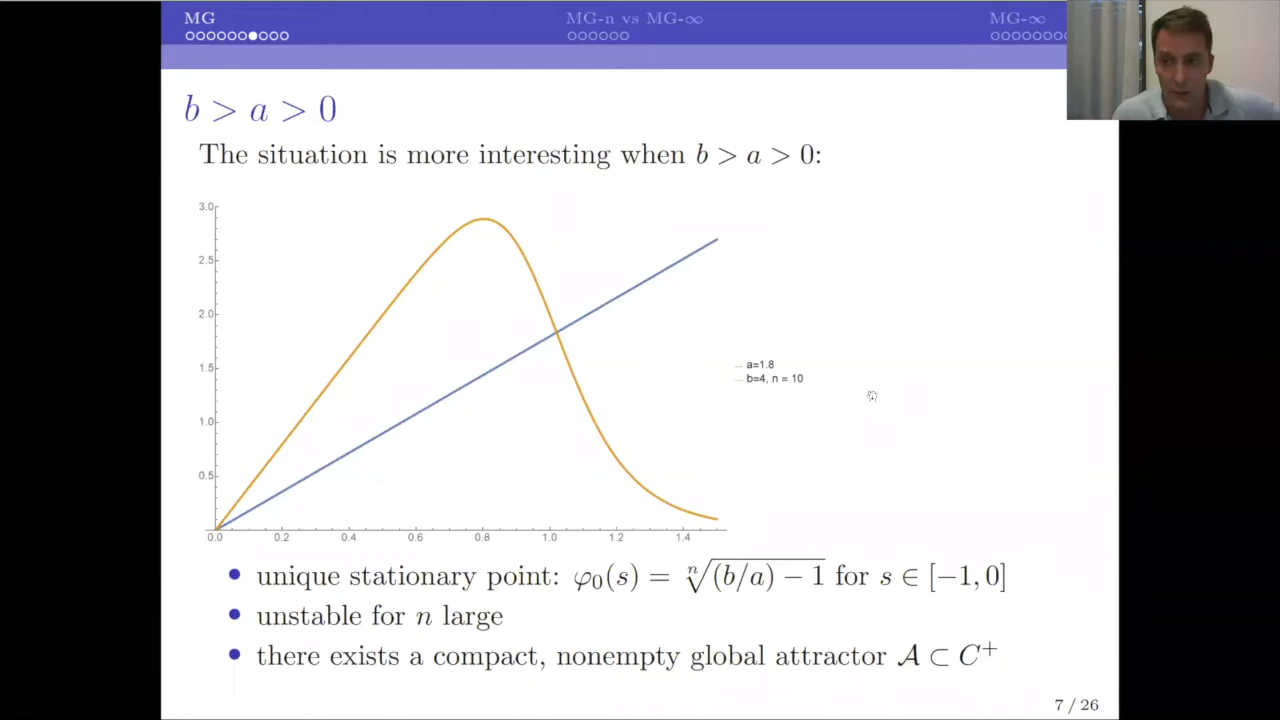 MG MG-n vs MG-∞ MG-∞
b > a > 0
The situation is more interesting when b > a > 0:
3.0
2.5
2.0
1.5
1.0
0.5
0.0 0.2 0.4 0.6 0.8 1.0 1.2 1.4
a=1.8
b=4, n = 10
• unique stationary point: φ₀(s) = ⁿ√(b/a) − 1 for s ∈ [−1, 0]
• unstable for n large
• there exists a compact, nonempty global attractor 𝒜 ⊂ C⁺
7 / 26